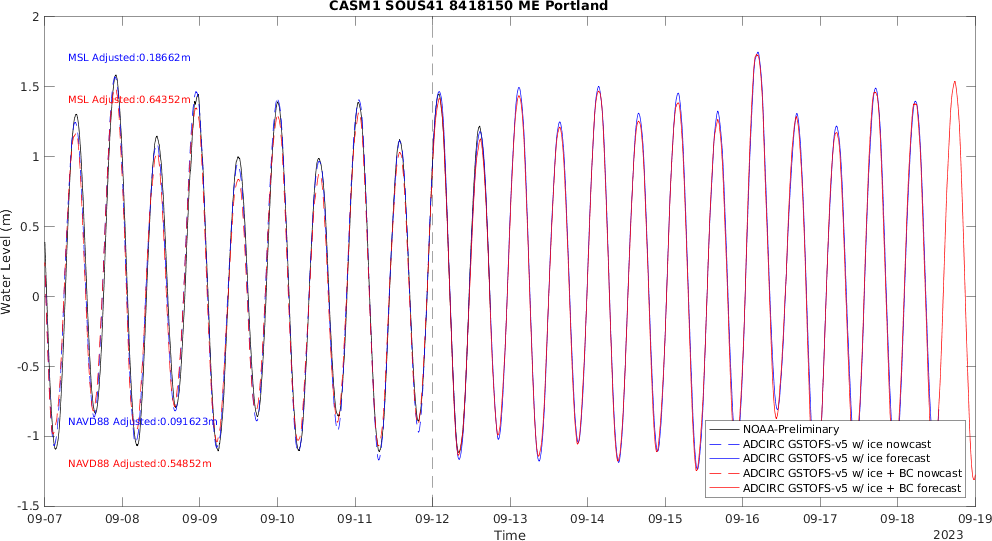 CASM1 SOUS41 8418150 ME Portland
2
1.5
1
0.5
0
-0.5
-1
-1.5
Water Level (m)
MSL Adjusted:0.18662m
MSL Adjusted:0.64352m
NAVD88 Adjusted:0.091623m
NAVD88 Adjusted:0.54852m
NOAA-Preliminary
ADCIRC GSTOFS-v5 w/ ice nowcast
ADCIRC GSTOFS-v5 w/ ice forecast
ADCIRC GSTOFS-v5 w/ ice + BC nowcast
ADCIRC GSTOFS-v5 w/ ice + BC forecast
09-07 09-08 09-09 09-10 09-11 09-12 09-13 09-14 09-15 09-16 09-17 09-18 09-19
Time
2023